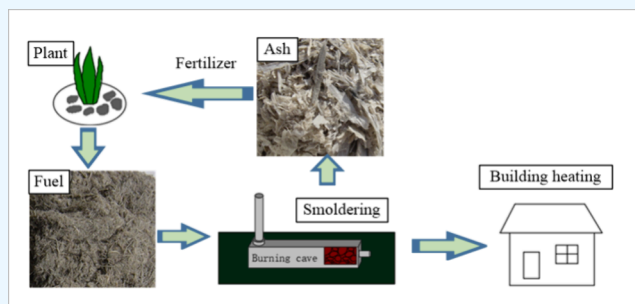 Plant
Fertilizer
Ash
Fuel
Smoldering
Building heating
Burning cave